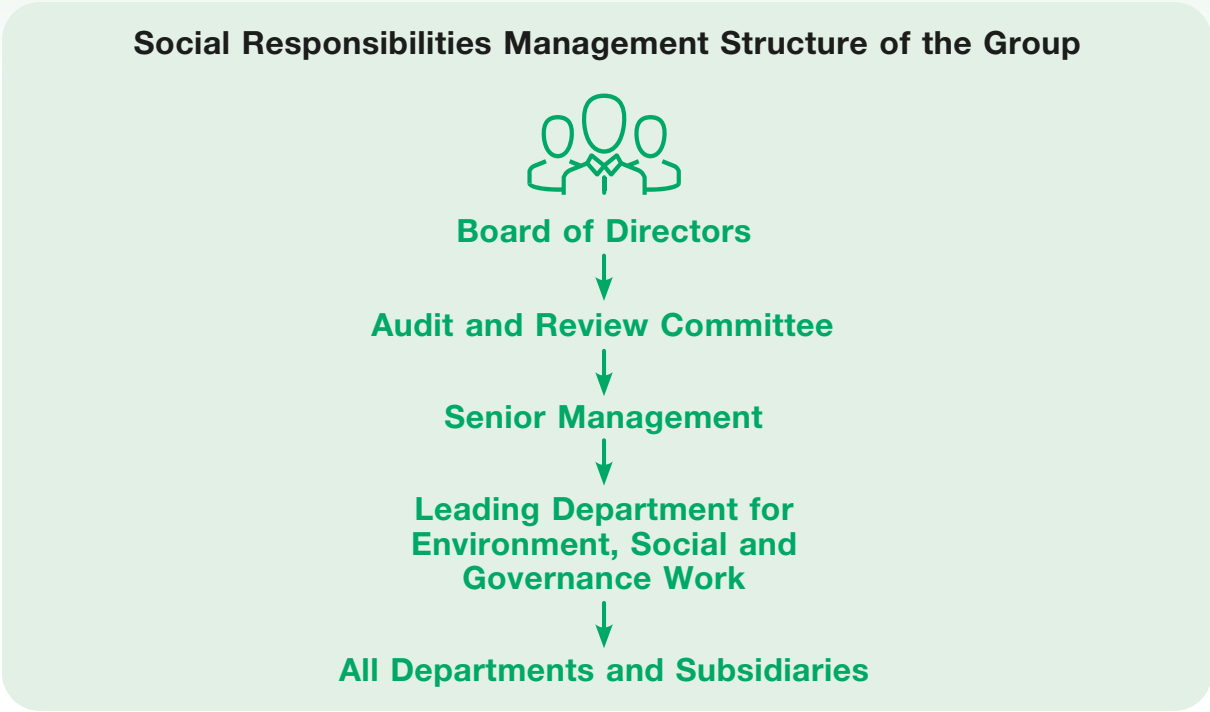 Social Responsibilities Management Structure of the Group
Board of Directors
Audit and Review Committee
Senior Management
Leading Department for
Environment, Social and
Governance Work
All Departments and Subsidiaries